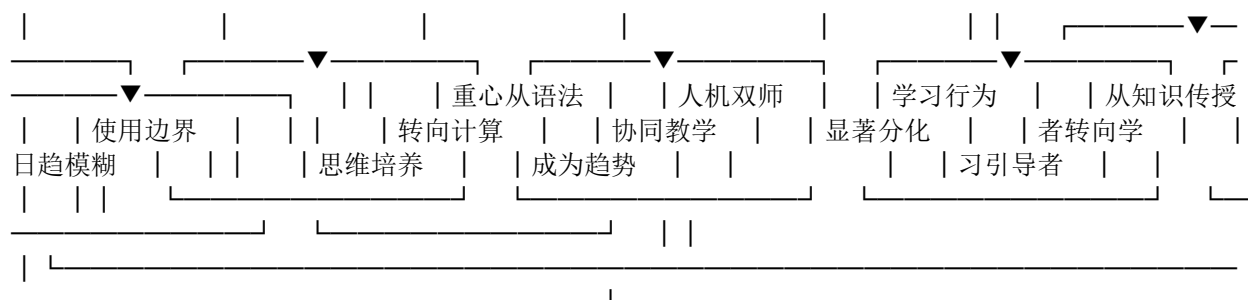 重心从语法 人机双师 学习行为 从知识传授
使用边界 转向计算 协同教学 显著分化 者转向学
日趋模糊 思维培养 成为趋势 习引导者